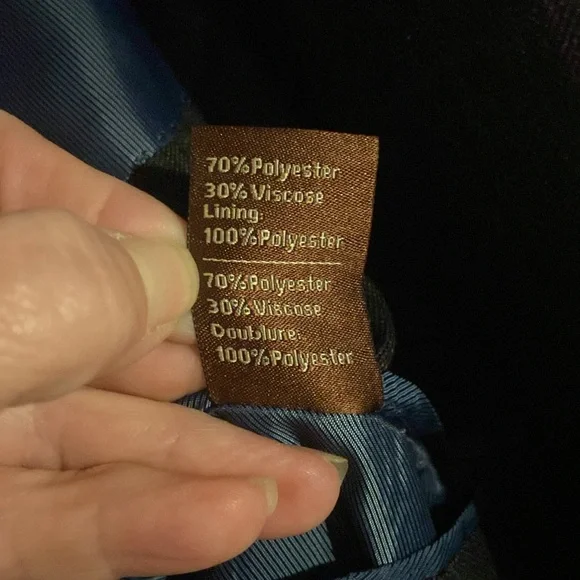 70%Polyester
30%Viscose
Lining:
100%Polyester
70%Polyester
30%Viscose
Doublure:
100%Polyester